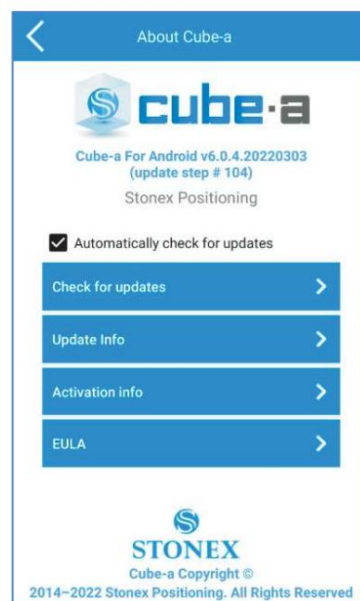 About Cube-a
cube·a
Cube-a For Android v6.0.4.20220303
(update step # 104)
Stonex Positioning
Automatically check for updates
Check for updates
Update Info
Activation info
EULA
STONEX
Cube-a Copyright ©
2014–2022 Stonex Positioning. All Rights Reserved